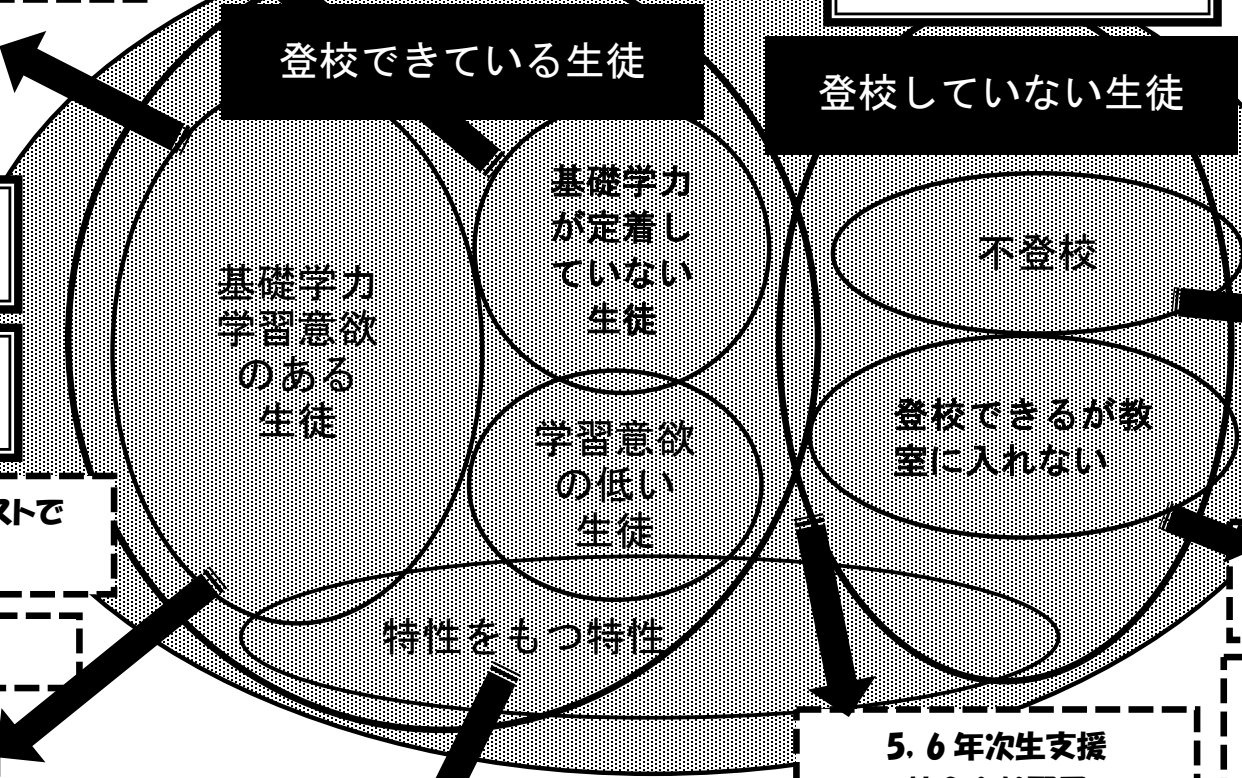 登校できている生徒
登校していない生徒
基礎学力
学習意欲
のある
生徒
基礎学力
が定着し
ていない
生徒
学習意欲
の低い
生徒
不登校
登校できるが教
室に入れない
特性をもつ特性
ストで
5，6年次生支援